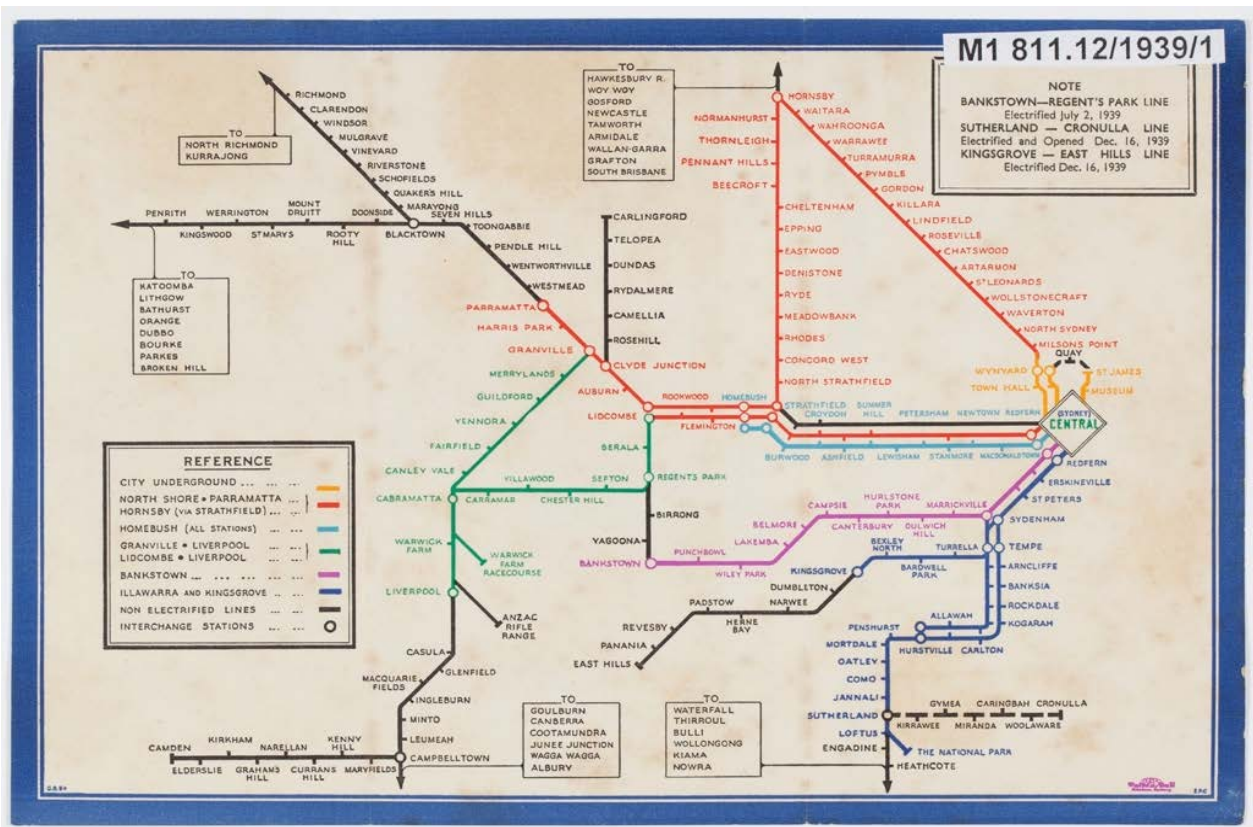 M1 811.12/1939/1
NOTE
BANKSTOWN—REGENT'S PARK LINE
Electrified July 2, 1939
SUTHERLAND — CRONULLA LINE
Electrified and Opened Dec. 16, 1939
KINGSGROVE — EAST HILLS LINE
Electrified Dec. 16, 1939
TO
NORTH RICHMOND
KURRAJONG
RICHMOND
CLARENDON
WINDSOR
MULGRAVE
VINEYARD
RIVERSTONE
SCHOFIELDS
QUAKER'S HILL
MARAYONG
PENRITH
KINGSWOOD
WERRINGTON
ST MARYS
MOUNT
DRUITT
ROOTY
HILL
DOONSIDE
BLACKTOWN
SEVEN HILLS
TOONGABBIE
PENDLE HILL
WENTWORTHVILLE
WESTMEAD
PARRAMATTA
HARRIS PARK
GRANVILLE
CLYDE JUNCTION
AUBURN
TO
KATOOMBA
LITHGOW
BATHURST
ORANGE
DUBBO
BOURKE
PARKES
BROKEN HILL
CARLINGFORD
TELOPEA
DUNDAS
RYDALMERE
CAMELLIA
ROSEHILL
TO
HAWKESBURY R.
WOY WOY
GOSFORD
NEWCASTLE
TAMWORTH
ARMIDALE
WALLAN-GARRA
GRAFTON
SOUTH BRISBANE
HORNSBY
NORMANHURST
THORNLEIGH
PENNANT HILLS
BEECROFT
CHELTENHAM
EPPING
EASTWOOD
DENISTONE
RYDE
MEADOWBANK
RHODES
CONCORD WEST
NORTH STRATHFIELD
WAITARA
WAHROONGA
WARRAWEE
TURRAMURRA
PYMBLE
GORDON
KILLARA
LINDFIELD
ROSEVILLE
CHATSWOOD
ARTARMON
ST LEONARDS
WOLLSTONECRAFT
WAVERTON
NORTH SYDNEY
MILSONS POINT
QUAY
WYNYARD
ST JAMES
TOWN HALL
MUSEUM
(SYDNEY)
CENTRAL
LIDCOMBE
ROOKWOOD
FLEMINGTON
HOMEBUSH
STRATHFIELD
CROYDON
SUMMER
HILL
PETERSHAM
NEWTOWN
REDFERN
BURWOOD
ASHFIELD
LEWISHAM
STANMORE
MACDONALDTOWN
MERRYLANDS
GUILDFORD
YENNORA
FAIRFIELD
CANLEY VALE
CABRAMATTA
CARRAMAR
VILLAWOOD
CHESTER HILL
SEFTON
BERALA
REGENTS PARK
BIRRONG
YAGOONA
BANKSTOWN
PUNCHBOWL
WILEY PARK
LAKEMBA
BELMORE
CAMPSIE
CANTERBURY
HURLSTONE
PARK
DULWICH
HILL
MARRICKVILLE
REDFERN
ERSKINEVILLE
ST PETERS
SYDENHAM
TEMPE
ARNCLIFFE
BANKSIA
ROCKDALE
KOGARAH
TURRELLA
BARDWELL
PARK
BEXLEY
NORTH
KINGSGROVE
DUMBLETON
NARWEE
HERNE
BAY
PADSTOW
REVESBY
PANANIA
EAST HILLS
ALLAWAH
CARLTON
HURSTVILLE
PENSHURST
MORTDALE
OATLEY
COMO
JANNALI
SUTHERLAND
KIRRAWEE
GYMEA
MIRANDA
CARINGBAH
WOOLAWARE
CRONULLA
LOFTUS
THE NATIONAL PARK
ENGADINE
HEATHCOTE
WARWICK
FARM
WARWICK
FARM
RACECOURSE
LIVERPOOL
ANZAC
RIFLE
RANGE
CASULA
GLENFIELD
MACQUARIE
FIELDS
INGLEBURN
MINTO
LEUMEAH
CAMPBELLTOWN
CAMDEN
ELDERSLIE
KIRKHAM
GRAHAM'S
HILL
NARELLAN
CURRANS
HILL
KENNY
HILL
MARYFIELDS
TO
GOULBURN
CANBERRA
COOTAMUNDRA
JUNEE JUNCTION
WAGGA WAGGA
ALBURY
TO
WATERFALL
THIRROUL
BULLI
WOLLONGONG
KIAMA
NOWRA
REFERENCE
CITY UNDERGROUND
NORTH SHORE • PARRAMATTA
HORNSBY (VIA STRATHFIELD)
HOMEBUSH (ALL STATIONS)
GRANVILLE • LIVERPOOL
LIDCOMBE • LIVERPOOL
BANKSTOWN
ILLAWARRA AND KINGSGROVE
NON ELECTRIFIED LINES
INTERCHANGE STATIONS